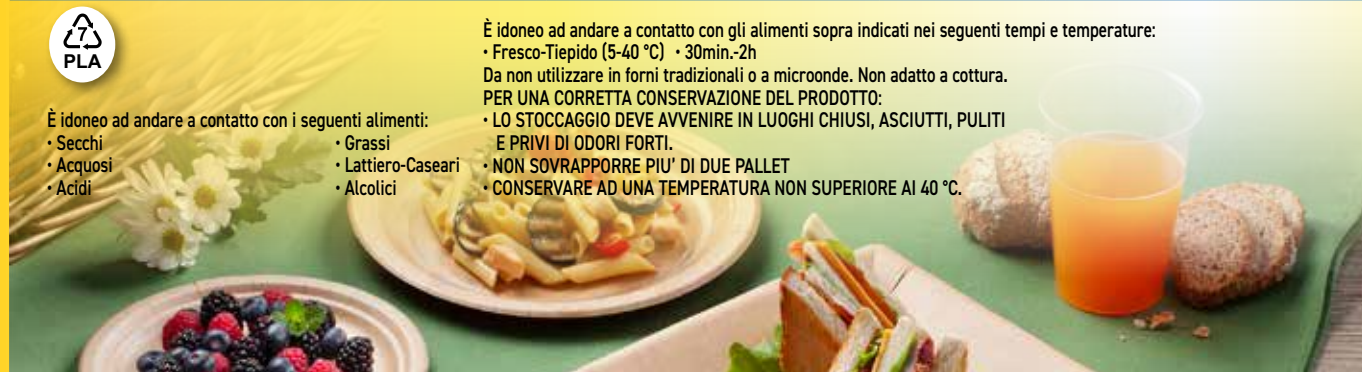 7
PLA
È idoneo ad andare a contatto con i seguenti alimenti:
• Secchi
• Acquosi
• Acidi
• Grassi
• Lattiero-Caseari
• Alcolici
È idoneo ad andare a contatto con gli alimenti sopra indicati nei seguenti tempi e temperature:
• Fresco-Tiepido (5-40 °C) • 30min.-2h
Da non utilizzare in forni tradizionali o a microonde. Non adatto a cottura.
PER UNA CORRETTA CONSERVAZIONE DEL PRODOTTO:
• LO STOCCAGGIO DEVE AVVENIRE IN LUOGHI CHIUSI, ASCIUTTI, PULITI
E PRIVI DI ODORI FORTI.
• NON SOVRAPPORRE PIU' DI DUE PALLET
• CONSERVARE AD UNA TEMPERATURA NON SUPERIORE AI 40 °C.